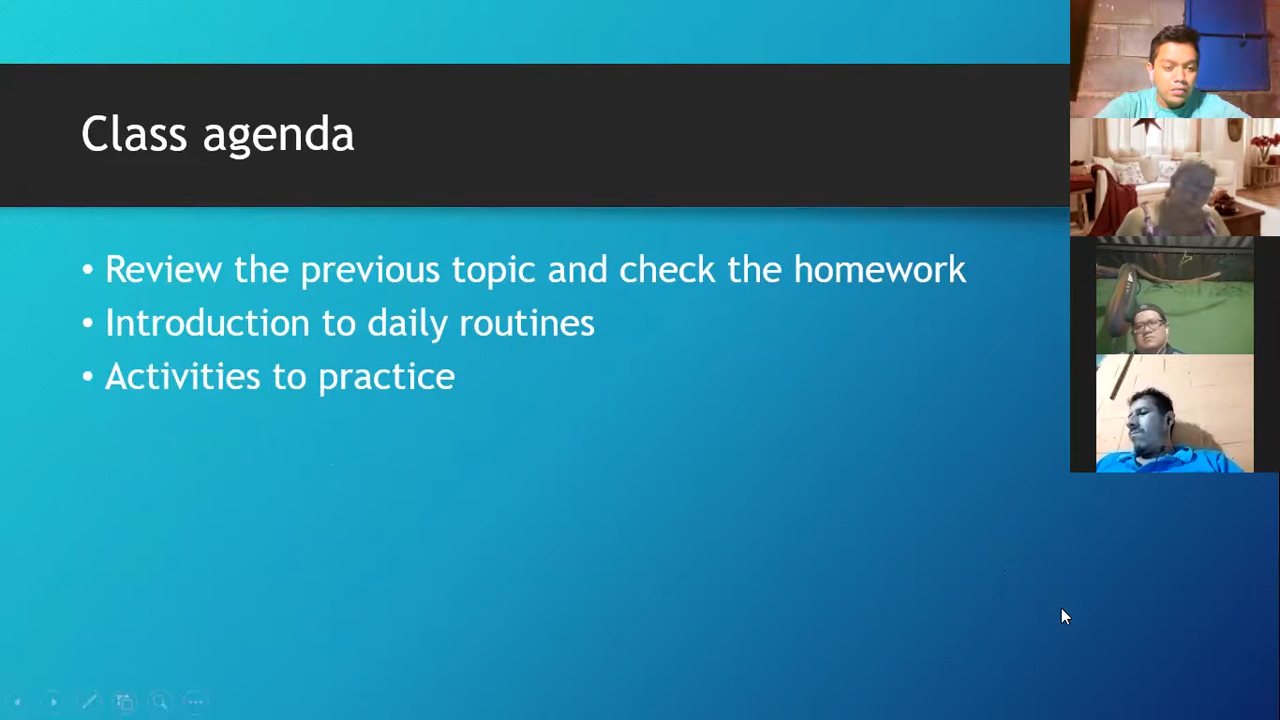 Class agenda
• Review the previous topic and check the homework
• Introduction to daily routines
• Activities to practice